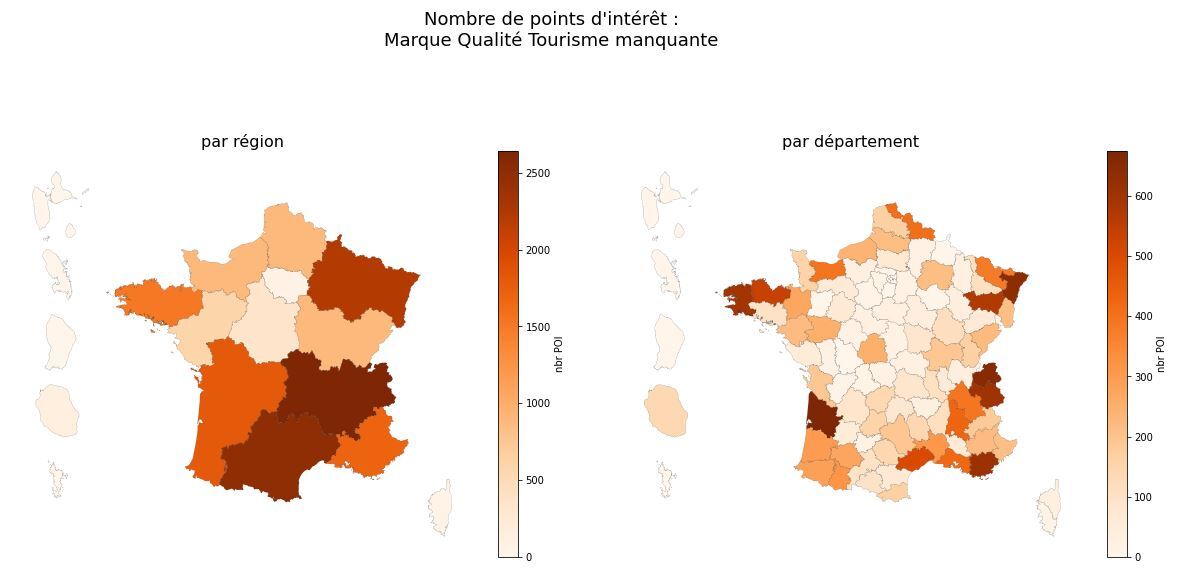 Nombre de points d'intérêt :
Marque Qualité Tourisme manquante
par région
2500
2000
1500
1000
500
0
nbr POI
par département
600
500
400
300
200
100
0
nbr POI